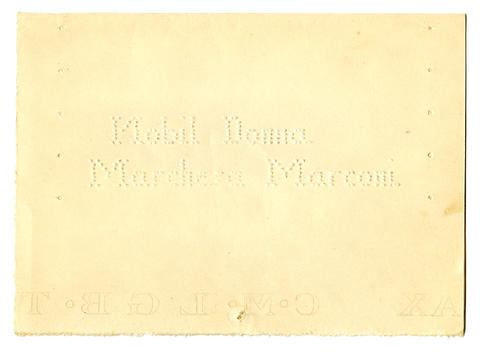 Nobil Donna
Marchesa Marconi